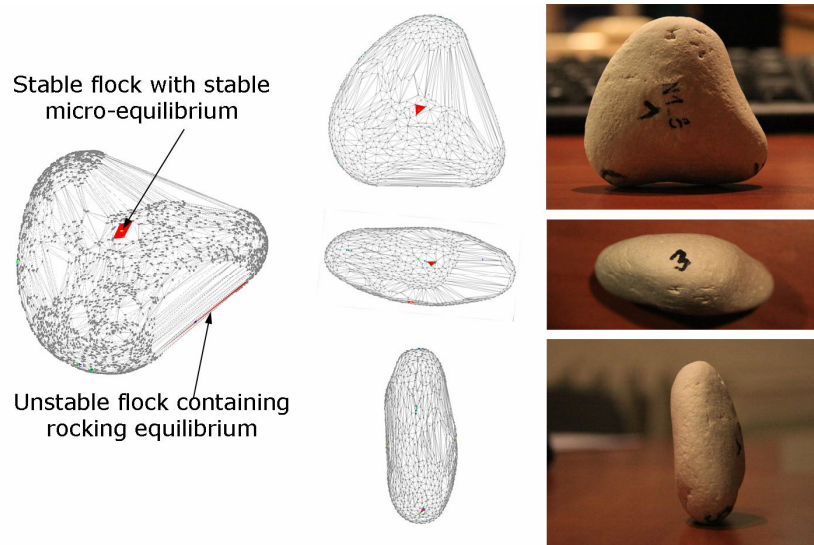 Stable flock with stable
micro-equilibrium
Unstable flock containing
rocking equilibrium
3